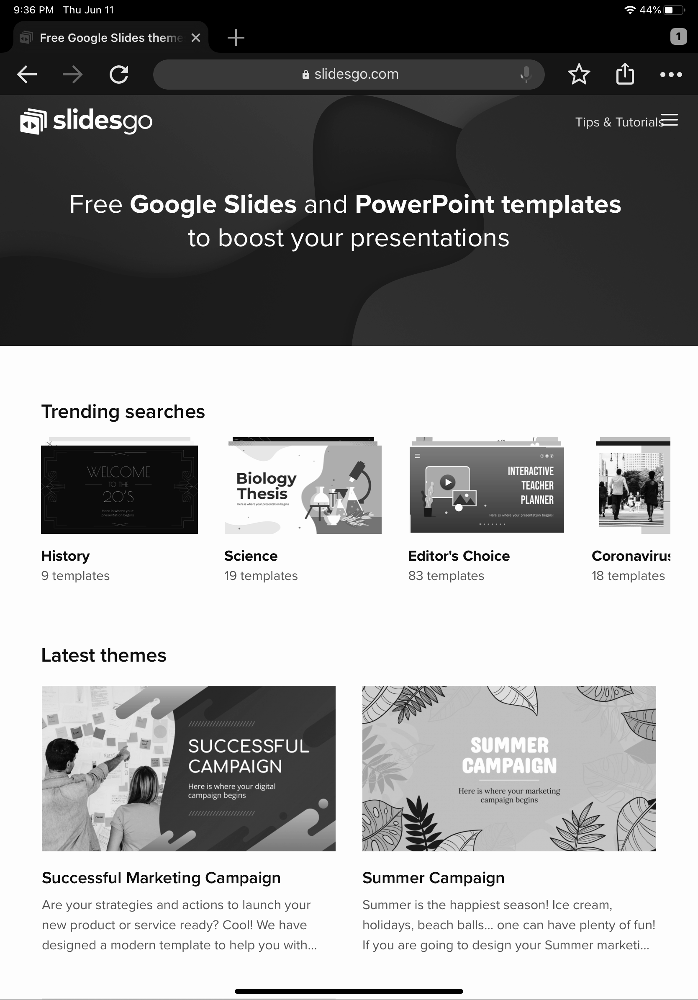 9:36 PM Thu Jun 11
44%
Free Google Slides theme
1
slidesgo.com
slidesgo
Tips & Tutorials
Free Google Slides and PowerPoint templates
to boost your presentations
Trending searches
WELCOME
TO THE
20'S
Here is where your
presentation begins
Biology
Thesis
Here is where your presentation begins
INTERACTIVE
TEACHER
PLANNER
Here is where your presentation begins!
History
9 templates
Science
19 templates
Editor's Choice
83 templates
Coronavirus
18 templates
Latest themes
NOTES
SUCCESSFUL
CAMPAIGN
Here is where your digital
campaign begins
SUMMER
CAMPAIGN
Here is where your marketing
campaign begins
Successful Marketing Campaign
Are your strategies and actions to launch your
new product or service ready? Cool! We have
designed a modern template to help you with...
Summer Campaign
Summer is the happiest season! Ice cream,
holidays, beach balls... one can have plenty of fun!
If you are going to design your Summer marketi...